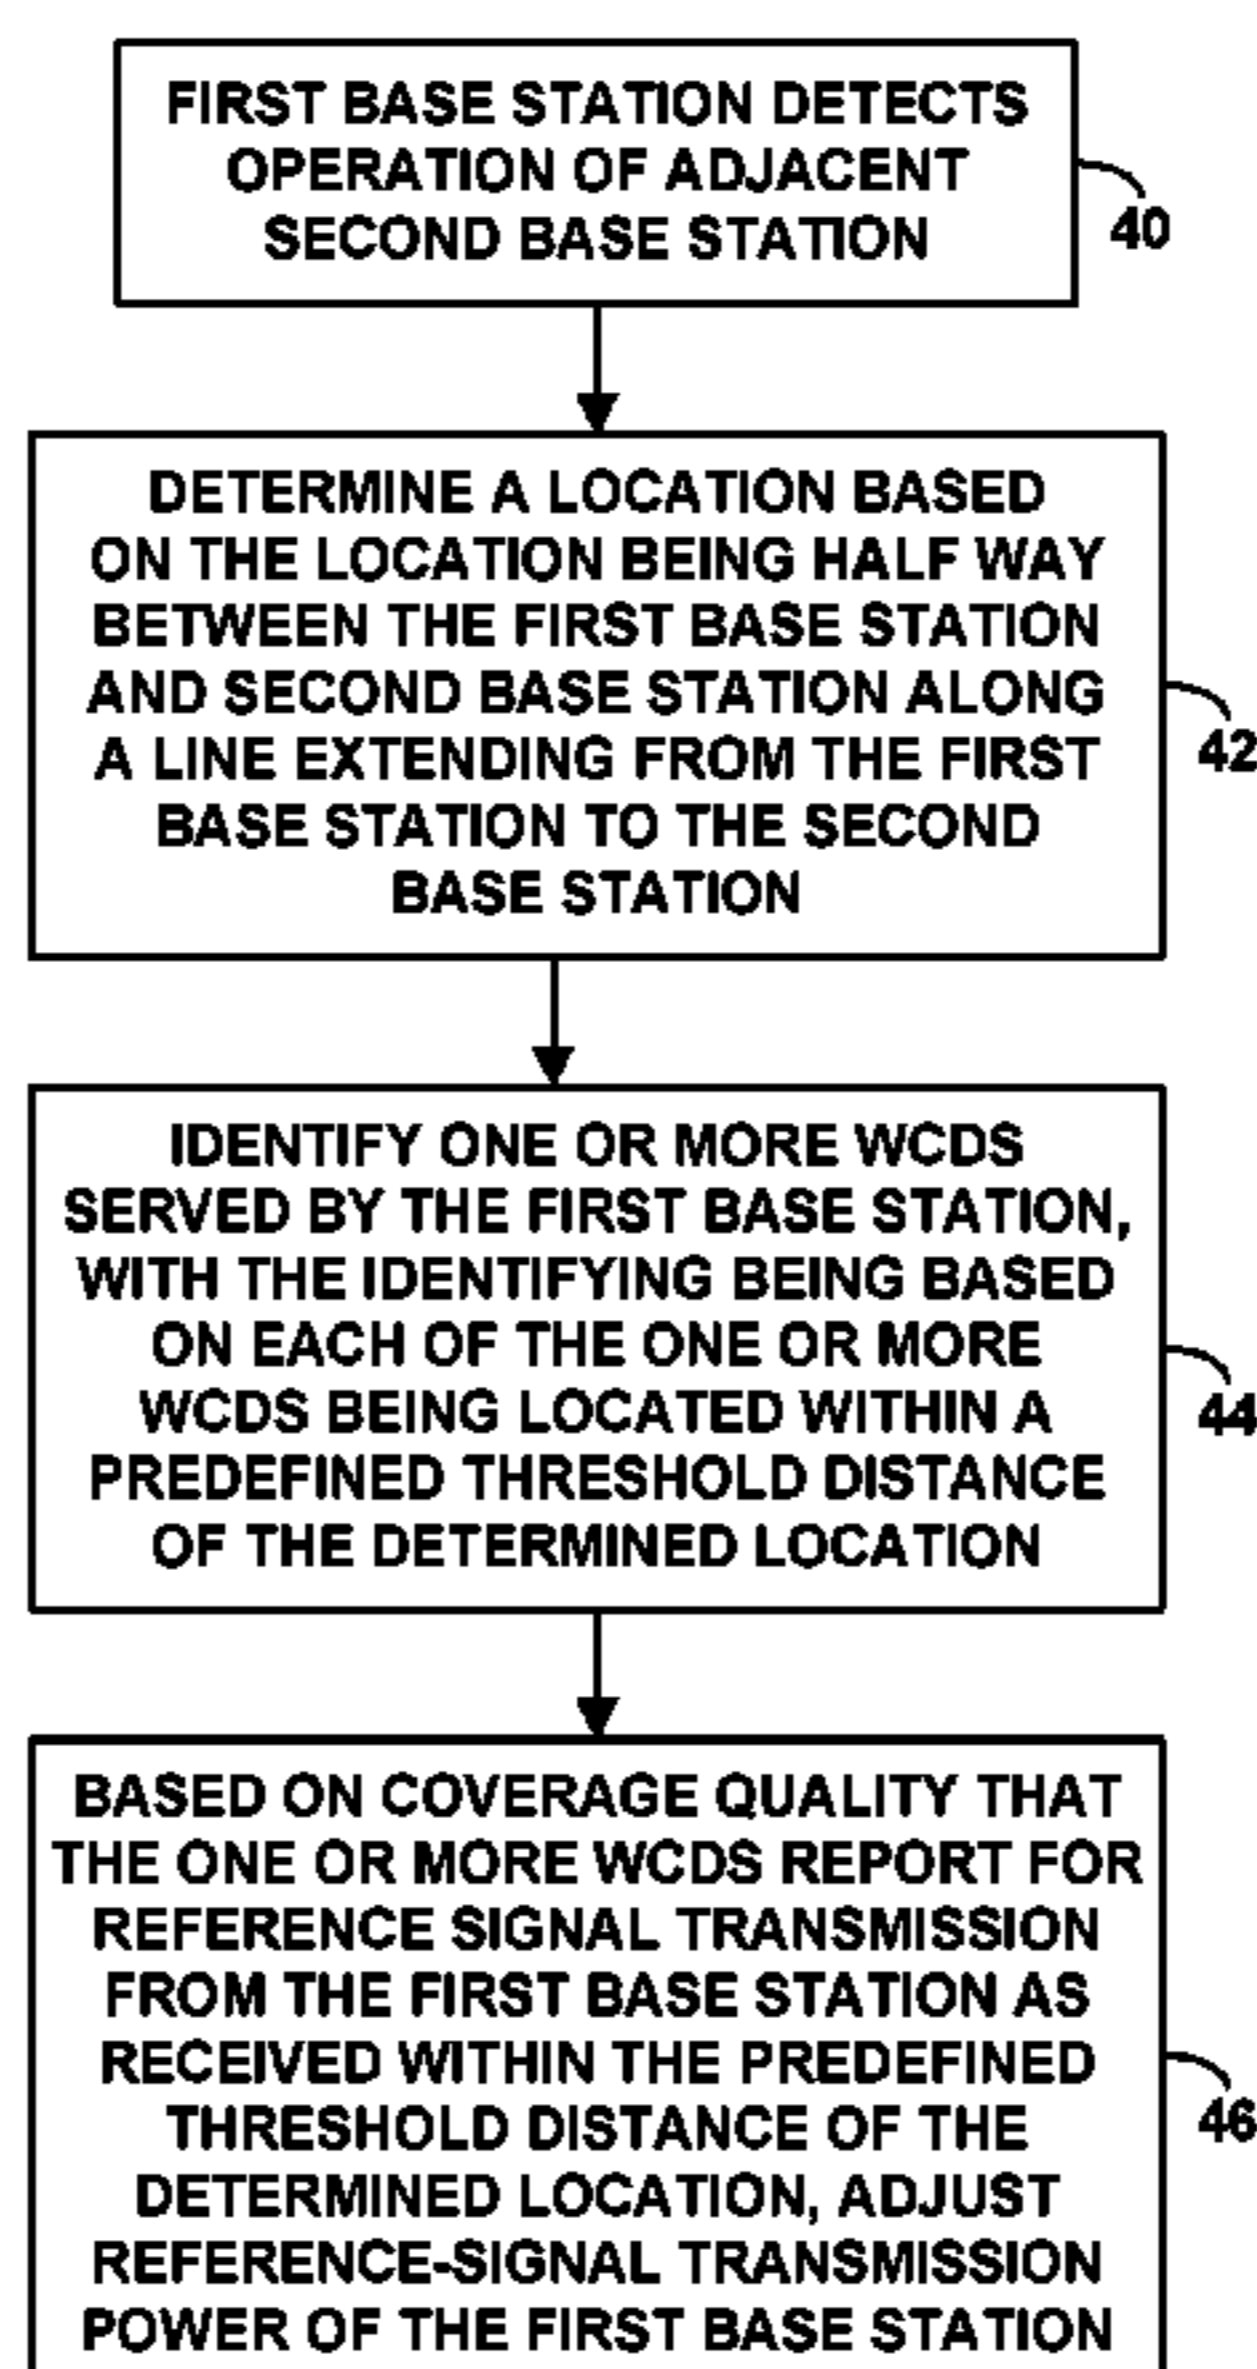 FIRST BASE STATION DETECTS
OPERATION OF ADJACENT
SECOND BASE STATION
40
DETERMINE A LOCATION BASED
ON THE LOCATION BEING HALF WAY
BETWEEN THE FIRST BASE STATION
AND SECOND BASE STATION ALONG
A LINE EXTENDING FROM THE FIRST
BASE STATION TO THE SECOND
BASE STATION
42
IDENTIFY ONE OR MORE WCDS
SERVED BY THE FIRST BASE STATION,
WITH THE IDENTIFYING BEING BASED
ON EACH OF THE ONE OR MORE
WCDS BEING LOCATED WITHIN A
PREDEFINED THRESHOLD DISTANCE
OF THE DETERMINED LOCATION
44
BASED ON COVERAGE QUALITY THAT
THE ONE OR MORE WCDS REPORT FOR
REFERENCE SIGNAL TRANSMISSION
FROM THE FIRST BASE STATION AS
RECEIVED WITHIN THE PREDEFINED
THRESHOLD DISTANCE OF THE
DETERMINED LOCATION, ADJUST
REFERENCE-SIGNAL TRANSMISSION
POWER OF THE FIRST BASE STATION
46